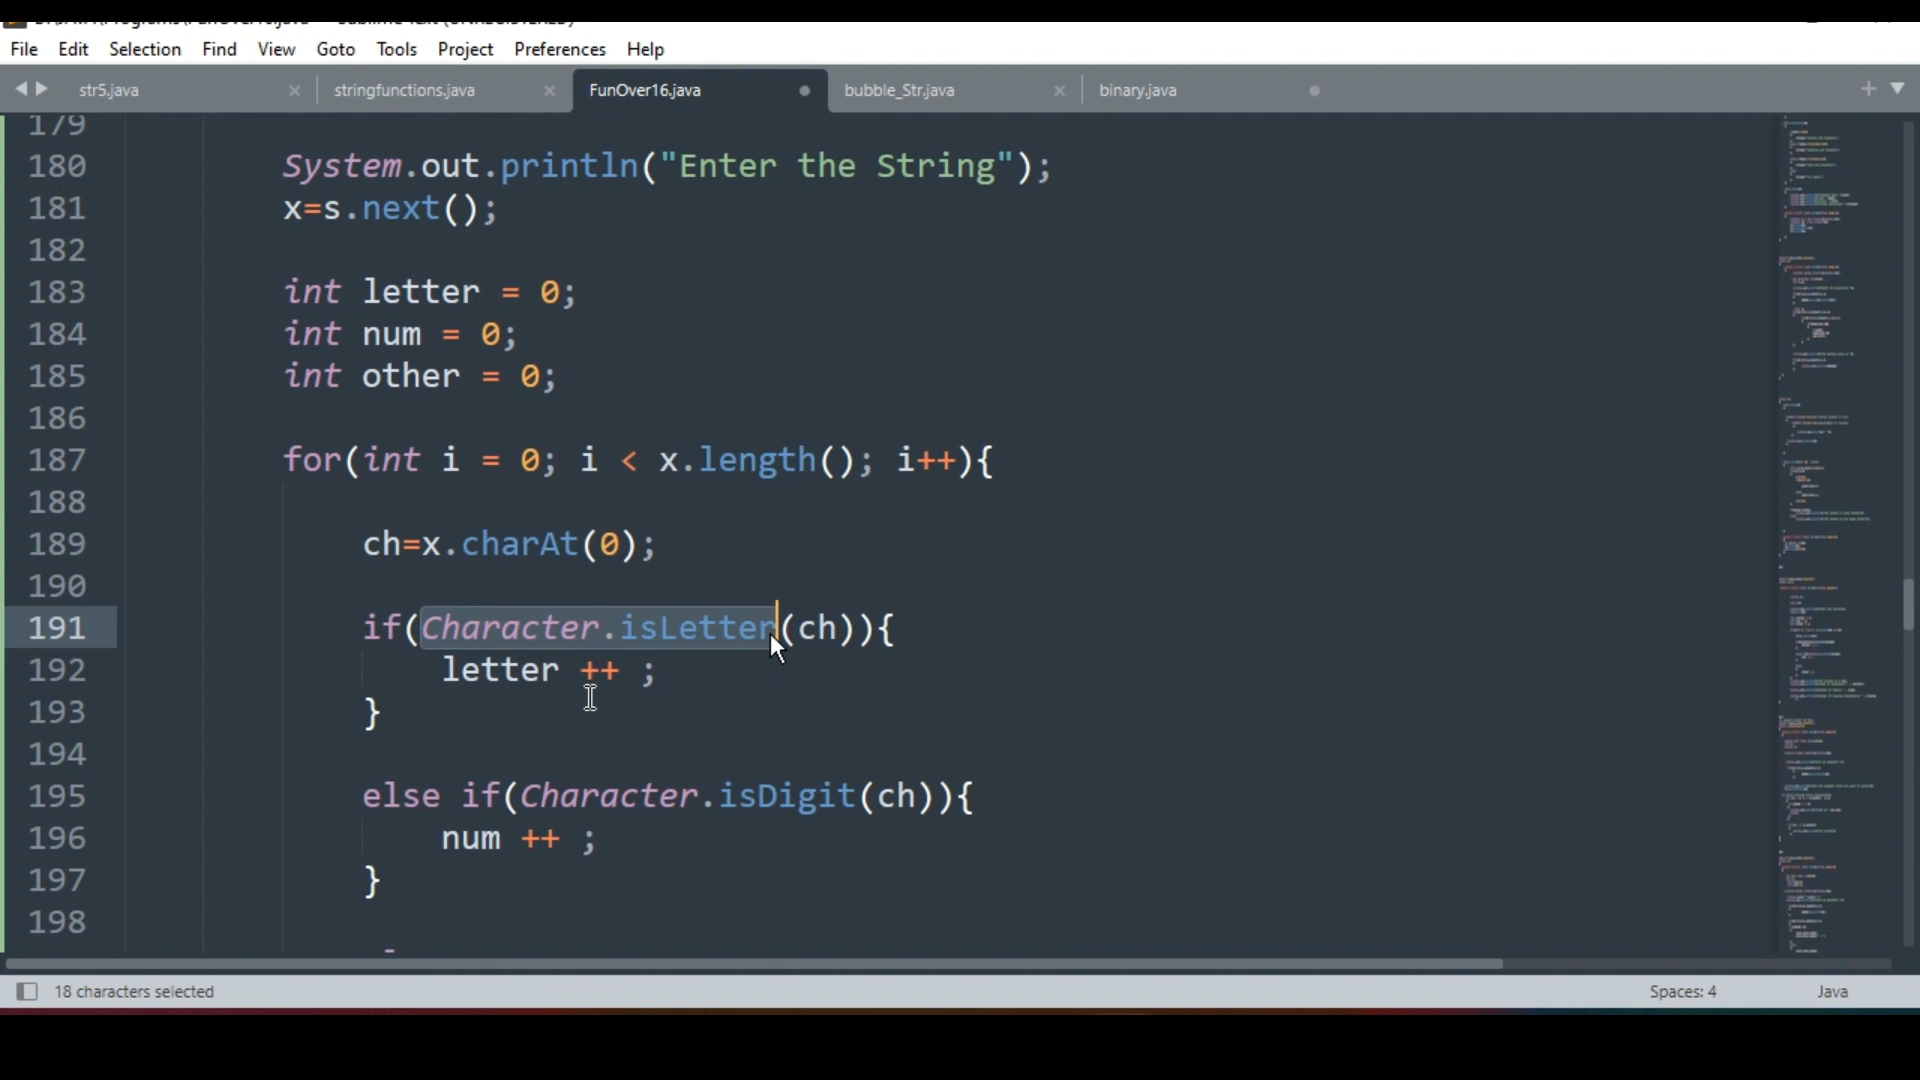 File Edit Selection Find View Goto Tools Project Preferences Help
str5.java × stringfunctions.java × FunOver16.java bubble_Str.java × binary.java
179
180 System.out.println("Enter the String");
181 x=s.next();
182
183 int letter = 0;
184 int num = 0;
185 int other = 0;
186
187 for(int i = 0; i < x.length(); i++){
188
189 ch=x.charAt(0);
190
191 if(Character.isLetter(ch)){
192 letter ++ ;
193 }
194
195 else if(Character.isDigit(ch)){
196 num ++ ;
197 }
198
18 characters selected Spaces: 4 Java